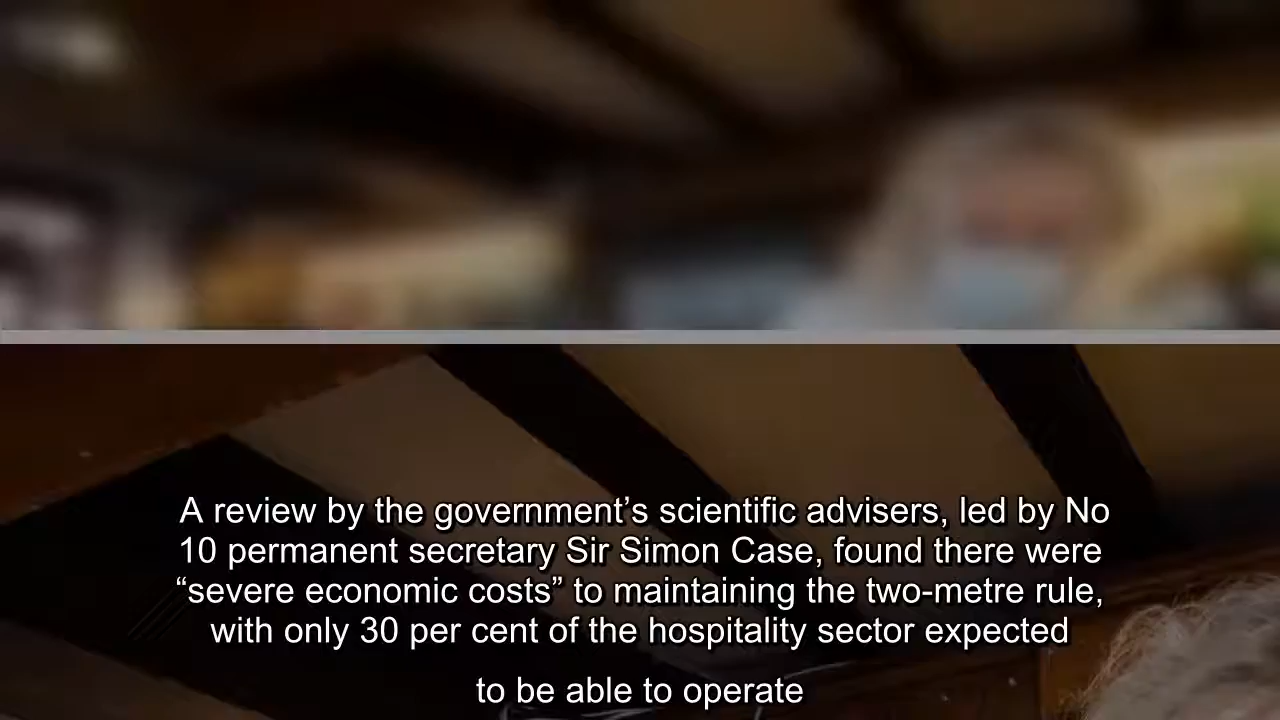 A review by the government’s scientific advisers, led by No
10 permanent secretary Sir Simon Case, found there were
“severe economic costs” to maintaining the two-metre rule,
with only 30 per cent of the hospitality sector expected
to be able to operate